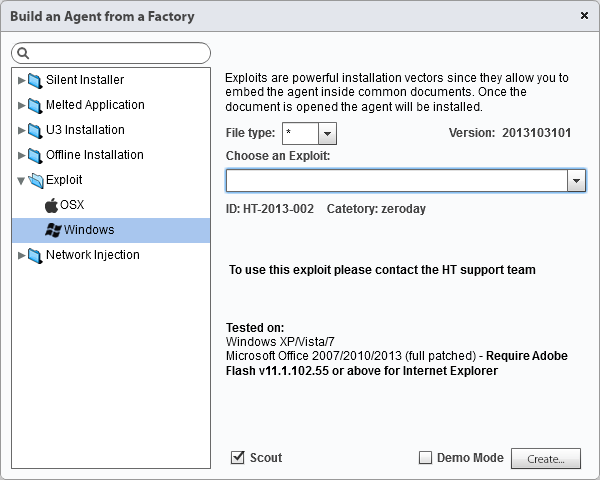 Build an Agent from a Factory
Silent Installer
Melted Application
U3 Installation
Offline Installation
Exploit
OSX
Windows
Network Injection
Exploits are powerful installation vectors since they allow you to
embed the agent inside common documents. Once the
document is opened the agent will be installed.
File type: * Version: 2013103101
Choose an Exploit:
ID: HT-2013-002 Catetory: zeroday
To use this exploit please contact the HT support team
Tested on:
Windows XP/Vista/7
Microsoft Office 2007/2010/2013 (full patched) - Require Adobe
Flash v11.1.102.55 or above for Internet Explorer
Scout Demo Mode Create...